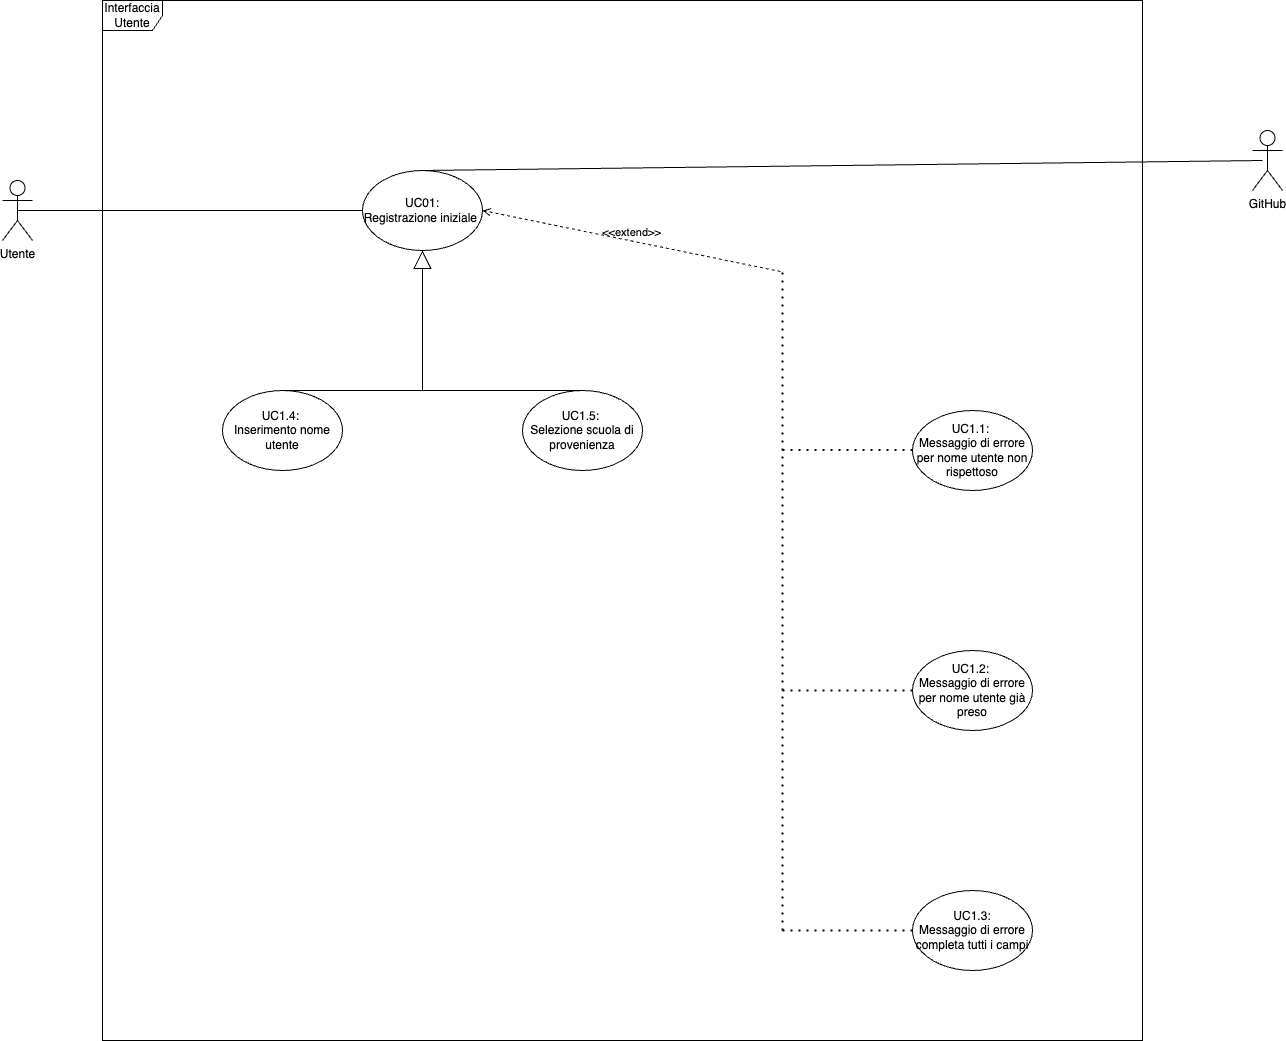 Interfaccia
Utente
GitHub
UC01:
Registrazione iniziale
<<extend>>
Utente
UC1.4:
Inserimento nome
utente
UC1.5:
Selezione scuola di
provenienza
UC1.1:
Messaggio di errore
per nome utente non
rispettoso
UC1.2:
Messaggio di errore
per nome utente già
preso
UC1.3:
Messaggio di errore
completa tutti i campi